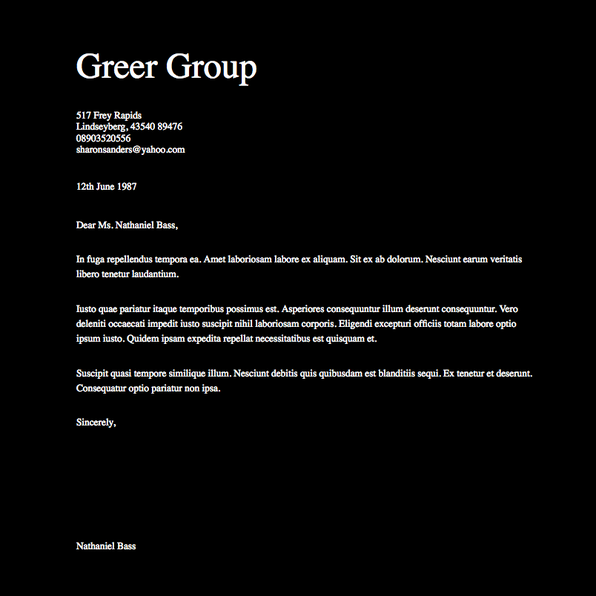 Greer Group
517 Frey Rapids
Lindseyberg, 43540 89476
08903520556
sharonsanders@yahoo.com
12th June 1987
Dear Ms. Nathaniel Bass,
In fuga repellendus tempora ea. Amet laboriosam labore ex aliquam. Sit ex ab dolorum. Nesciunt earum veritatis
libero tenetur laudantium.
Iusto quae pariatur itaque temporibus possimus est. Asperiores consequuntur illum deserunt consequuntur. Vero
deleniti occaecati impedit iusto suscipit nihil laboriosam corporis. Eligendi excepturi officiis totam labore optio
ipsum iusto. Quidem ipsam expedita repellat necessitatibus est quisquam et.
Suscipit quasi tempore similique illum. Nesciunt debitis quis quibusdam est blanditiis sequi. Ex tenetur et deserunt.
Consequatur optio pariatur non ipsa.
Sincerely,
Nathaniel Bass